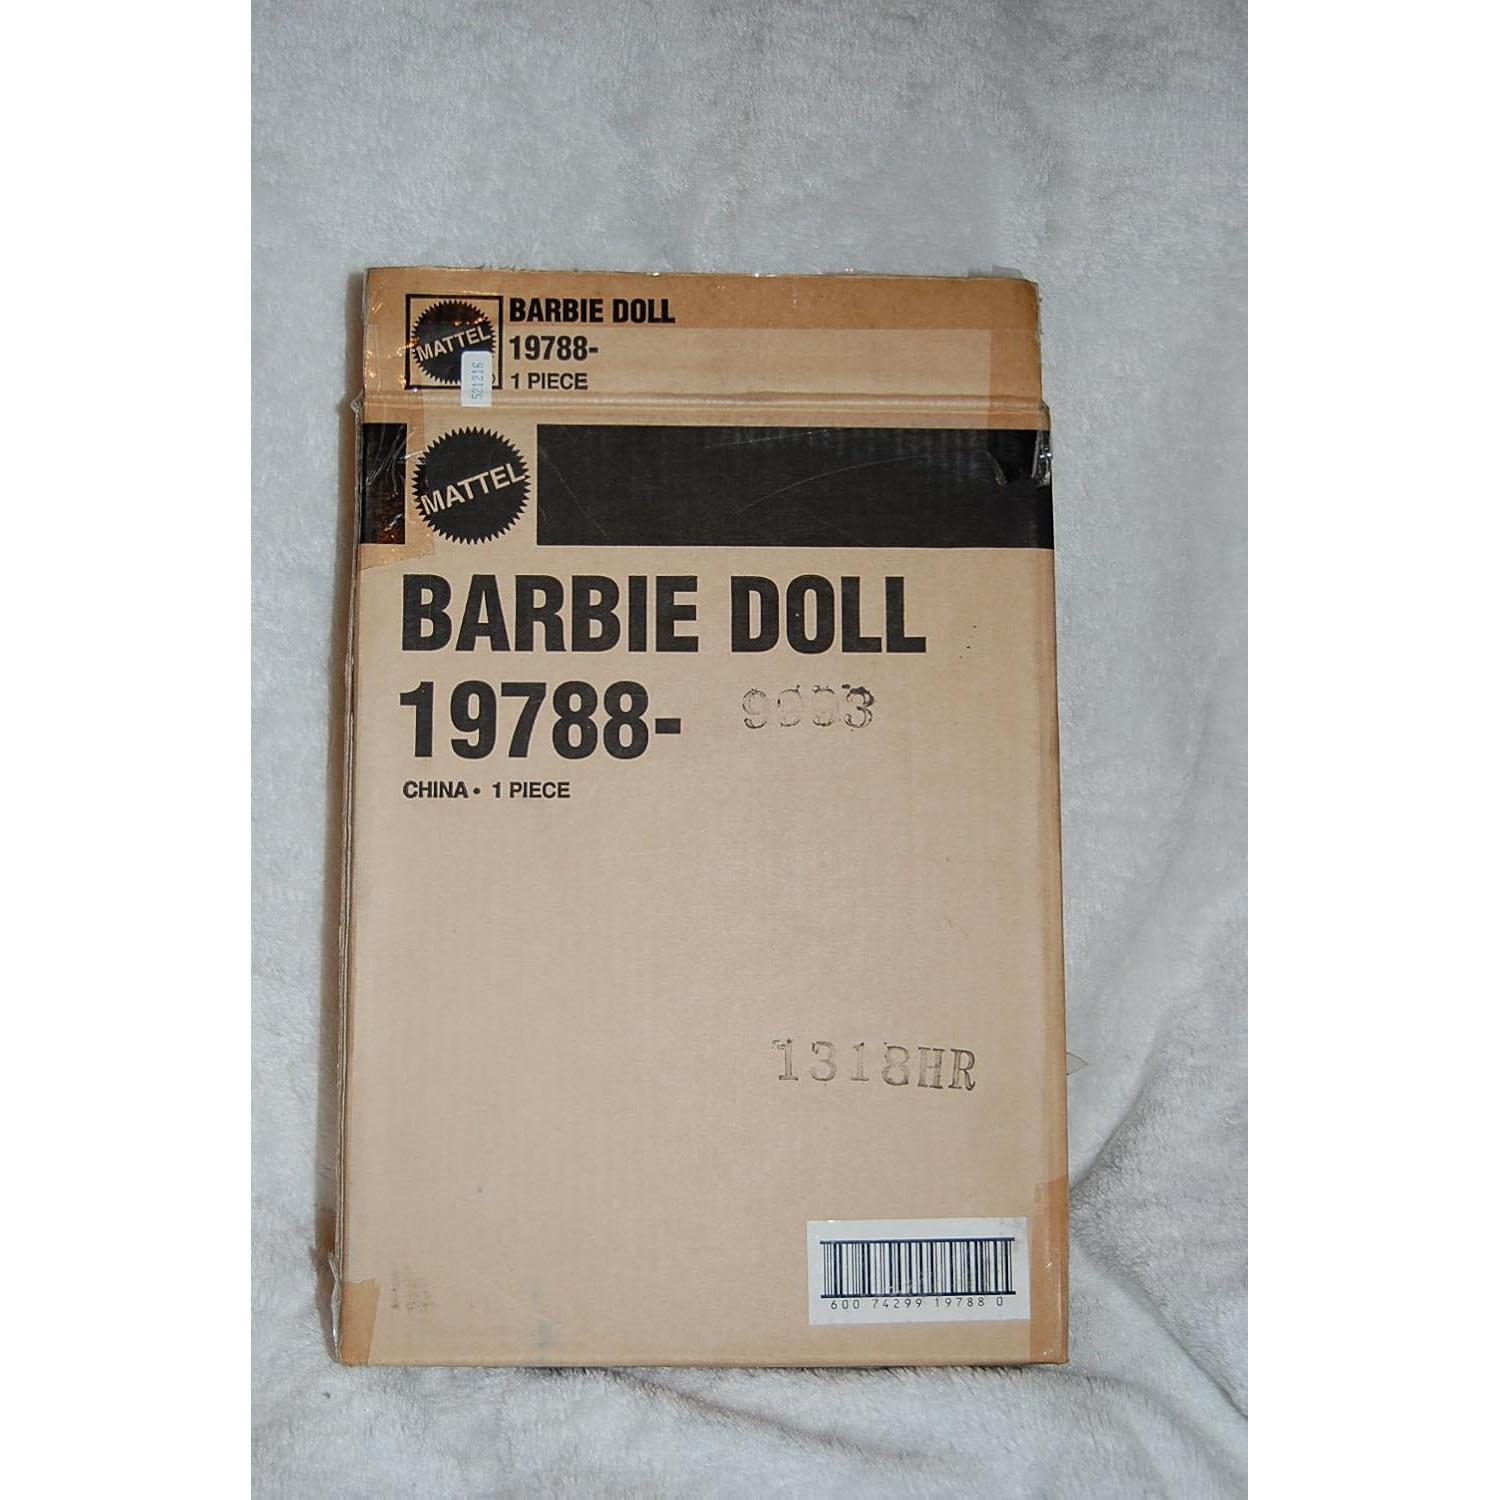 MATTEL
BARBIE DOLL
19788-
1 PIECE
521216
MATTEL
BARBIE DOLL
19788-
CHINA • 1 PIECE
1318HR
600 74299 19788 0